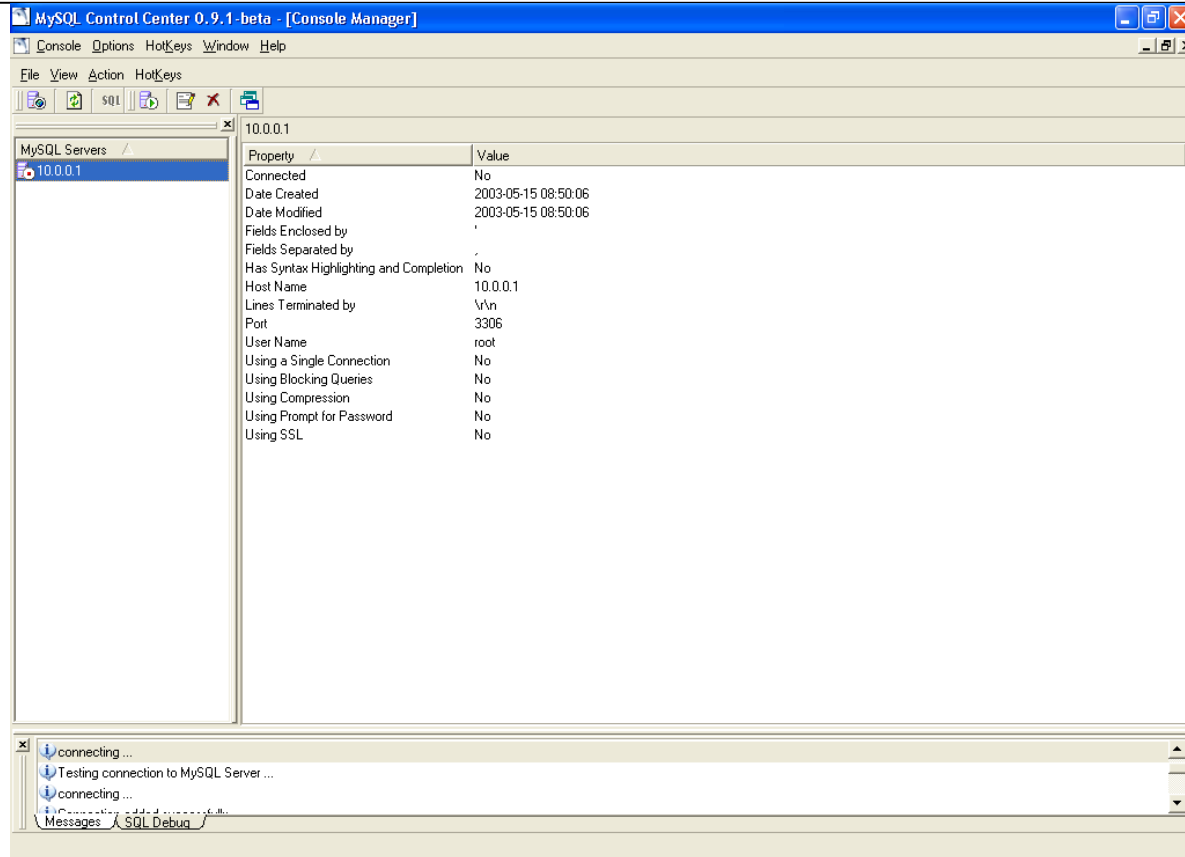 MySQL Control Center 0.9.1-beta - [Console Manager]
Console Options HotKeys Window Help
File View Action HotKeys
SQL
10.0.0.1
MySQL Servers
10.0.0.1
Property Value
Connected No
Date Created 2003-05-15 08:50:06
Date Modified 2003-05-15 08:50:06
Fields Enclosed by '
Fields Separated by ,
Has Syntax Highlighting and Completion No
Host Name 10.0.0.1
Lines Terminated by \r\n
Port 3306
User Name root
Using a Single Connection No
Using Blocking Queries No
Using Compression No
Using Prompt for Password No
Using SSL No
connecting ...
Testing connection to MySQL Server ...
connecting ...
Connection added successfully
Messages SQL Debug